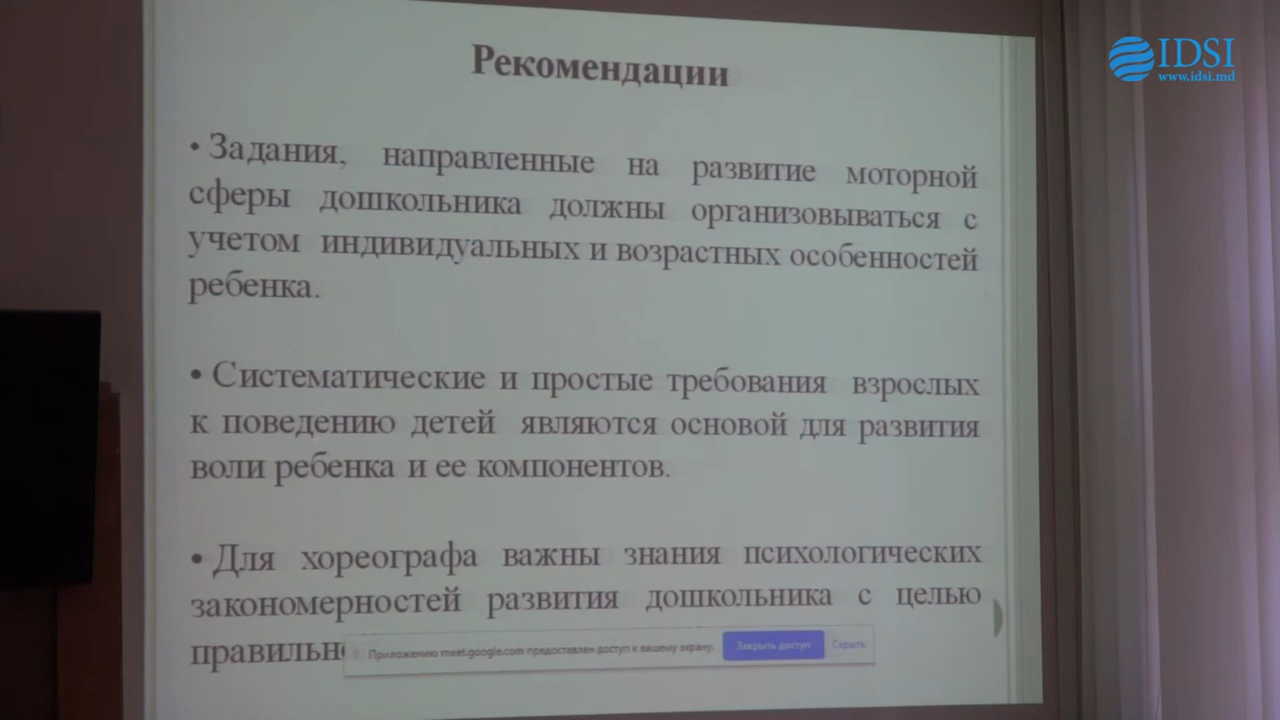 Рекомендации
• Задания, направленные на развитие моторной
сферы дошкольника должны организовываться с
учетом индивидуальных и возрастных особенностей
ребенка.
• Систематические и простые требования взрослых
к поведению детей являются основой для развития
воли ребенка и ее компонентов.
• Для хореографа важны знания психологических
закономерностей развития дошкольника с целью
Приложению meet.google.com предоставлен доступ к вашему экрану. Закрыть доступ Скрыть
IDSI
www.idsi.md